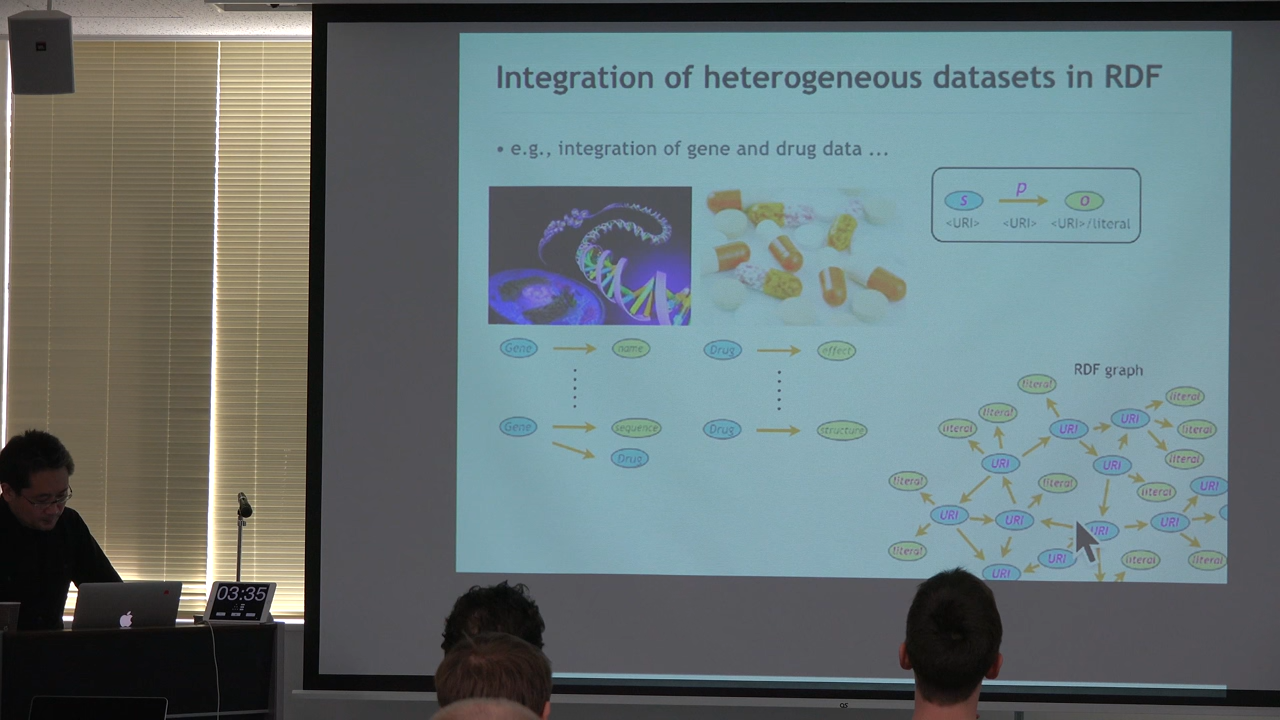 Integration of heterogeneous datasets in RDF
• e.g., integration of gene and drug data ...
s p o
<URI> <URI> <URI>/literal
Gene name Drug effect
Gene sequence Drug structure
Drug
RDF graph
literal
literal
literal
literal
URI
URI
literal
literal
URI
URI
literal
literal
literal
literal
URI
URI
URI
URI
URI
literal
URI
URI
literal
literal
03:35